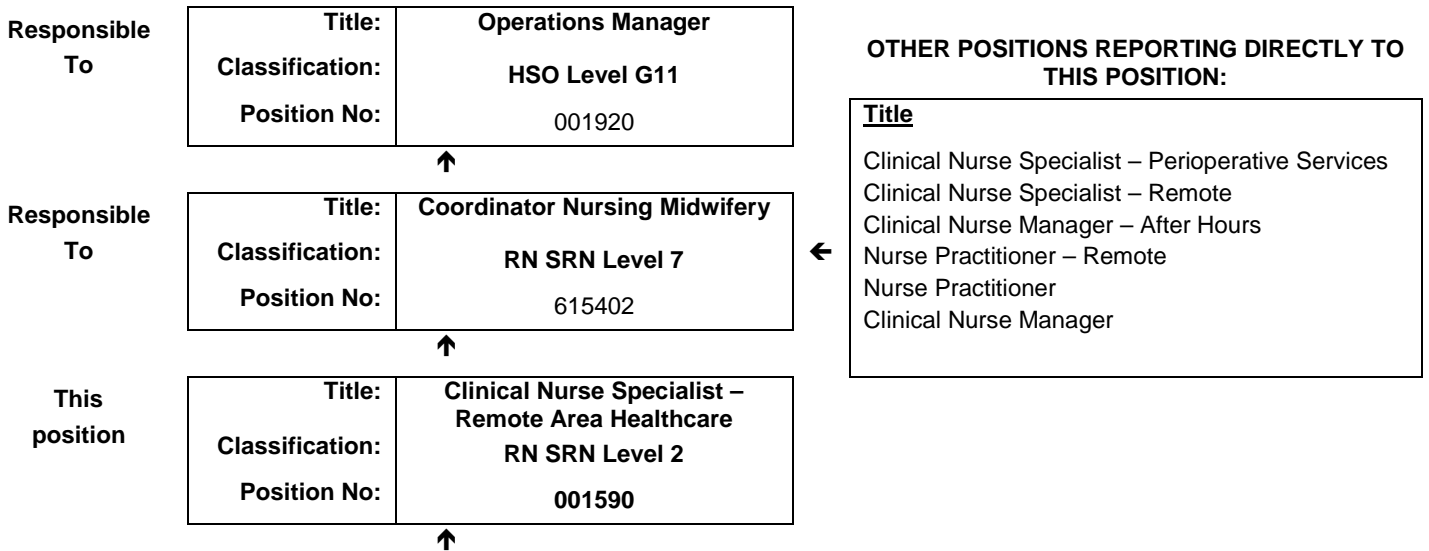 Responsible
To
Title: Operations Manager
Classification: HSO Level G11
Position No: 001920
OTHER POSITIONS REPORTING DIRECTLY TO
THIS POSITION:
Responsible
To
Title: Coordinator Nursing Midwifery
Classification: RN SRN Level 7
Position No: 615402
Title
Clinical Nurse Specialist – Perioperative Services
Clinical Nurse Specialist – Remote
Clinical Nurse Manager – After Hours
Nurse Practitioner – Remote
Nurse Practitioner
Clinical Nurse Manager
This
position
Title: Clinical Nurse Specialist –
Remote Area Healthcare
Classification: RN SRN Level 2
Position No: 001590